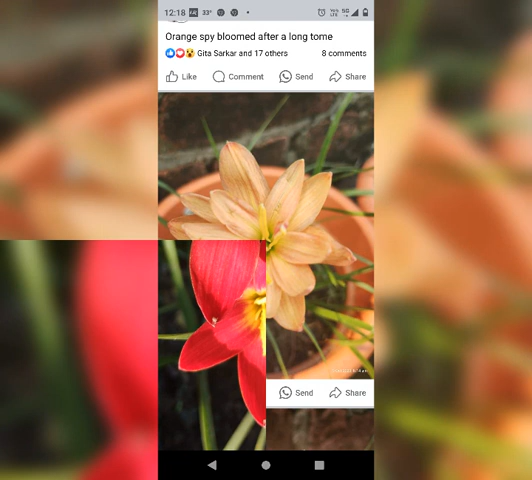 12:18 33°
Orange spy bloomed after a long tome
Gita Sarkar and 17 others 8 comments
Like Comment Send Share
Send Share